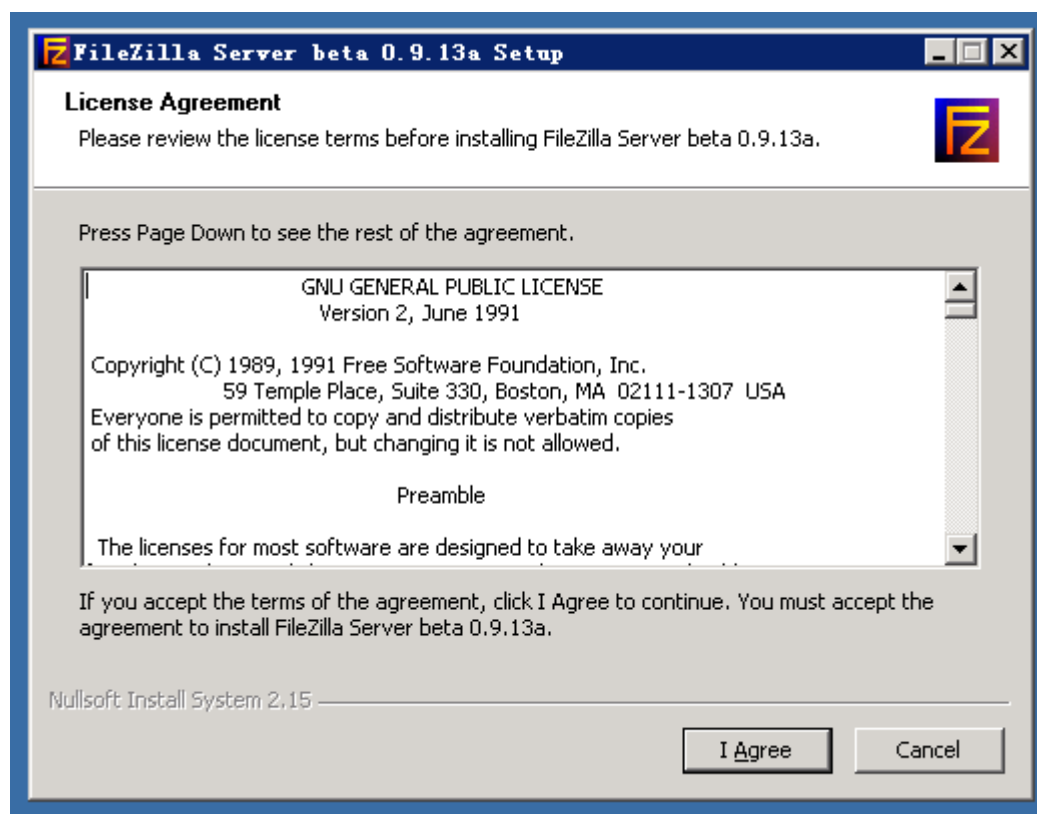 FileZilla Server beta 0.9.13a Setup
License Agreement
Please review the license terms before installing FileZilla Server beta 0.9.13a.
Press Page Down to see the rest of the agreement.
GNU GENERAL PUBLIC LICENSE
Version 2, June 1991
Copyright (C) 1989, 1991 Free Software Foundation, Inc.
59 Temple Place, Suite 330, Boston, MA 02111-1307 USA
Everyone is permitted to copy and distribute verbatim copies
of this license document, but changing it is not allowed.
Preamble
The licenses for most software are designed to take away your
If you accept the terms of the agreement, click I Agree to continue. You must accept the
agreement to install FileZilla Server beta 0.9.13a.
Nullsoft Install System 2.15
I Agree
Cancel